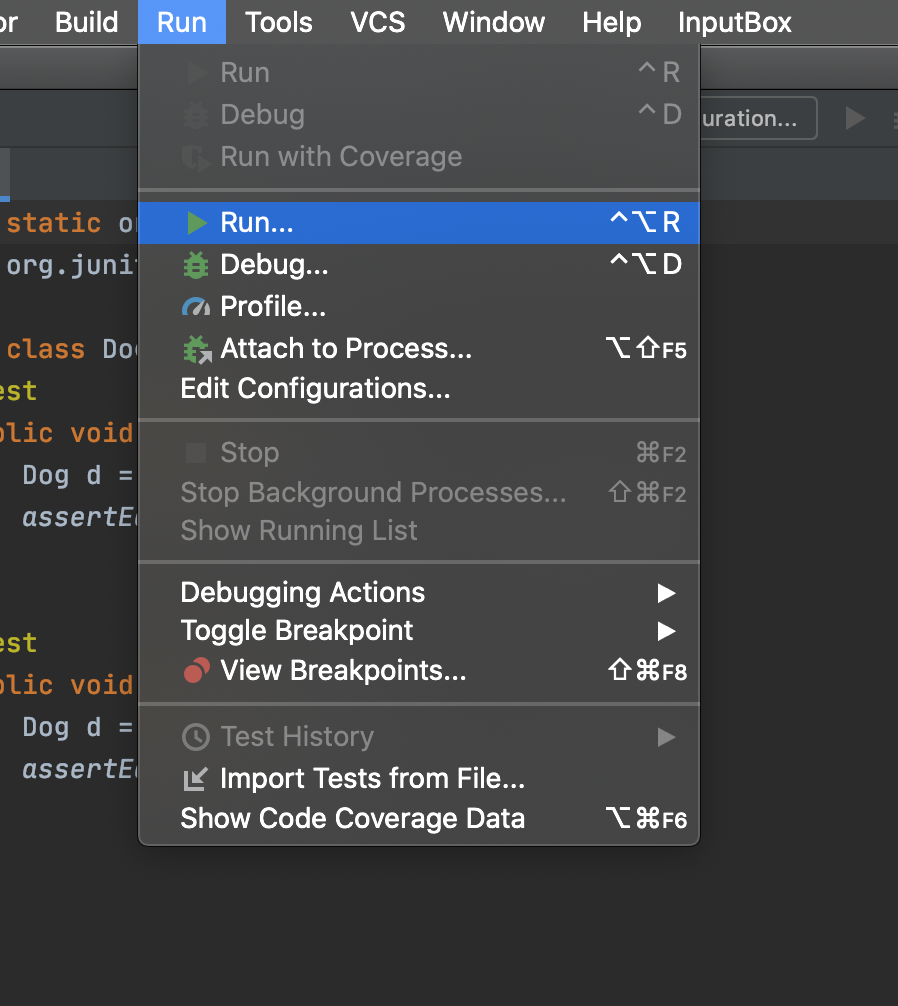 or Build Run Tools VCS Window Help InputBox
Run ^ R
Debug ^ D
uration...
Run with Coverage
static o
Run... ^⌥ R
org.juni
Debug... ^⌥ D
Profile...
class Do
Attach to Process... ⌥⇧F5
est
Edit Configurations...
blic void
Stop ⌘F2
Dog d =
Stop Background Processes... ⇧⌘F2
assertE
Show Running List
Debugging Actions ▶
Toggle Breakpoint ▶
est
View Breakpoints... ⇧⌘F8
blic void
Dog d =
Test History ▶
assertE
Import Tests from File...
Show Code Coverage Data ⌥⌘F6